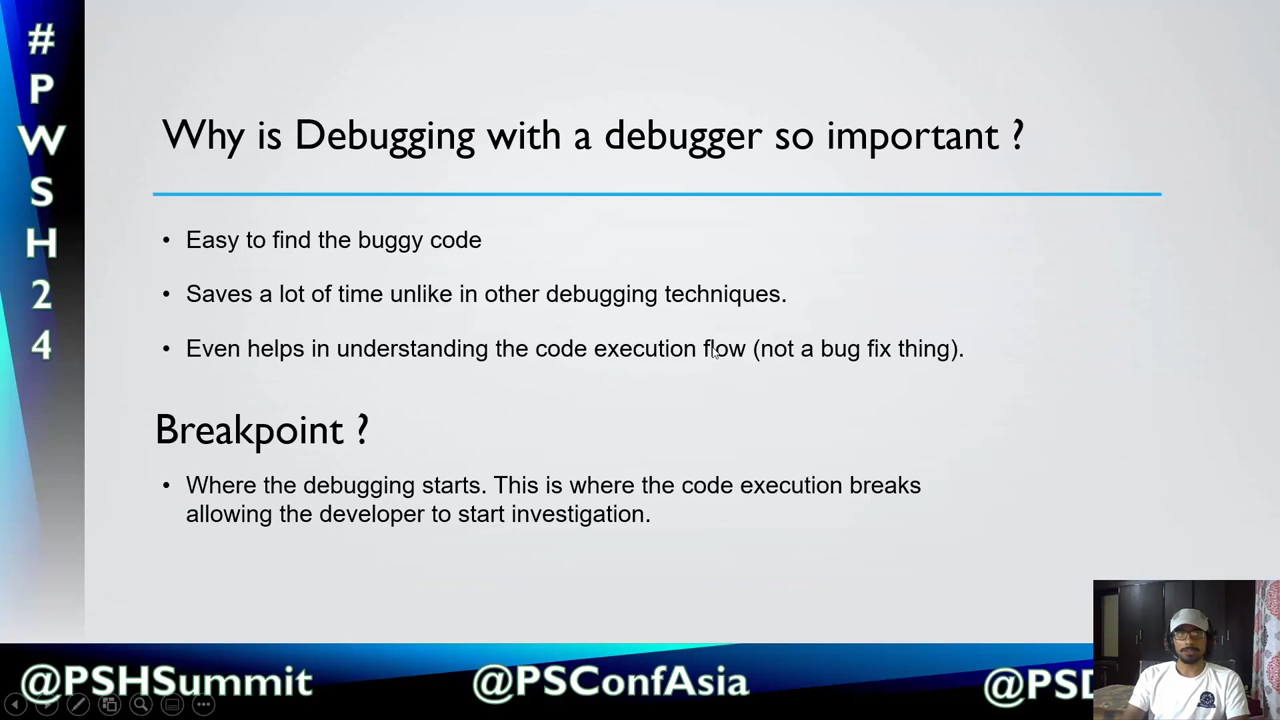 #
P
W
S
H
2
4
Why is Debugging with a debugger so important ?
• Easy to find the buggy code
• Saves a lot of time unlike in other debugging techniques.
• Even helps in understanding the code execution flow (not a bug fix thing).
Breakpoint ?
• Where the debugging starts. This is where the code execution breaks
allowing the developer to start investigation.
@PSHSummit
@PSConfAsia
@PSD